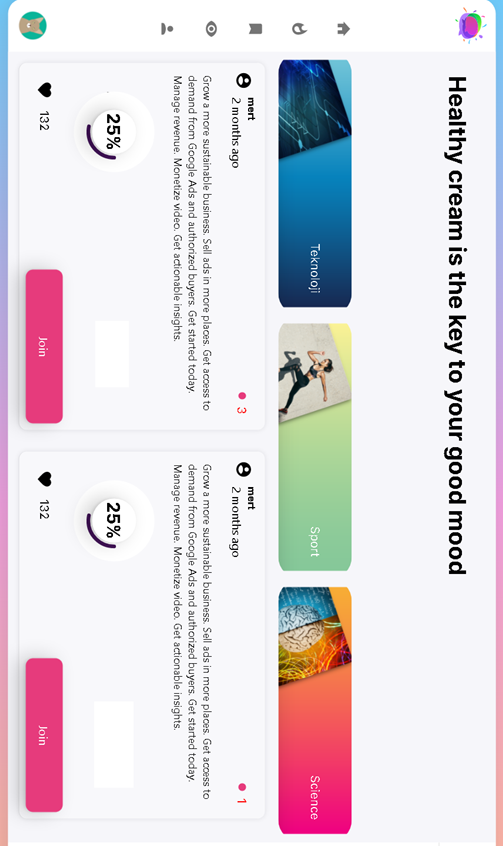 Healthy cream is the key to your good mood
Teknoloji
Sport
Science
mert
2 months ago
3
Grow a more sustainable business. Sell ads in more places. Get access to
demand from Google Ads and authorized buyers. Get started today.
Manage revenue. Monetize video. Get actionable insights.
25%
132
Join
mert
2 months ago
1
Grow a more sustainable business. Sell ads in more places. Get access to
demand from Google Ads and authorized buyers. Get started today.
Manage revenue. Monetize video. Get actionable insights.
25%
132
Join